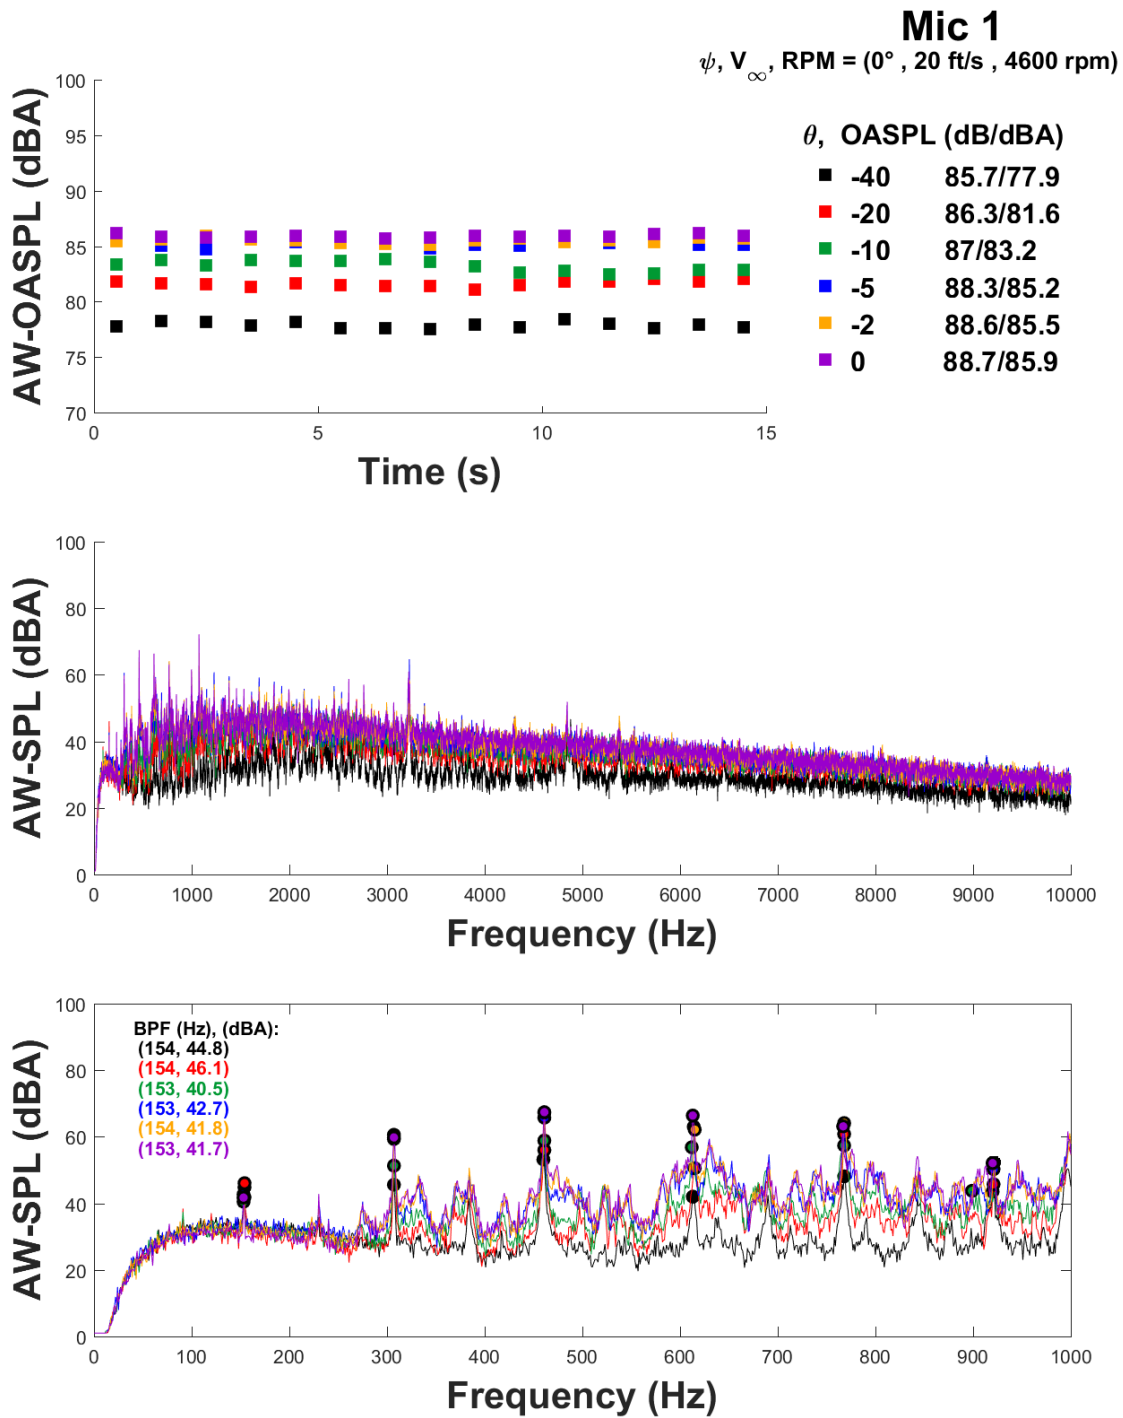 Mic 1
ψ, V∞, RPM = (0° , 20 ft/s , 4600 rpm)
θ, OASPL (dB/dBA)
-40 85.7/77.9
-20 86.3/81.6
-10 87/83.2
-5 88.3/85.2
-2 88.6/85.5
0 88.7/85.9
AW-OASPL (dBA)
100
95
90
85
80
75
70
0 5 10 15
Time (s)
AW-SPL (dBA)
100
80
60
40
20
0
0 1000 2000 3000 4000 5000 6000 7000 8000 9000 10000
Frequency (Hz)
AW-SPL (dBA)
100
80
60
40
20
0
BPF (Hz), (dBA):
(154, 44.8)
(154, 46.1)
(153, 40.5)
(153, 42.7)
(154, 41.8)
(153, 41.7)
0 100 200 300 400 500 600 700 800 900 1000
Frequency (Hz)